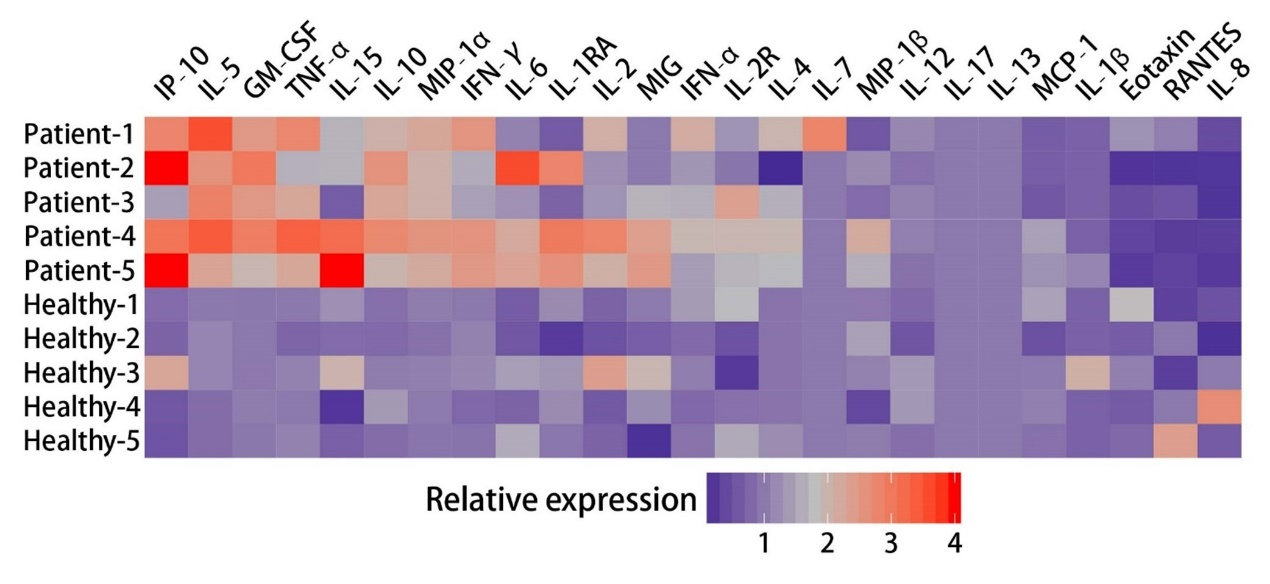 IP-10 IL-5 GM-CSF TNF-α IL-15 IL-10 MIP-1α IFN-γ IL-6 IL-1RA IL-2 MIG IFN-α IL-2R IL-4 IL-7 MIP-1β IL-12 IL-17 IL-13 MCP-1 IL-1β Eotaxin RANTES IL-8
Patient-1
Patient-2
Patient-3
Patient-4
Patient-5
Healthy-1
Healthy-2
Healthy-3
Healthy-4
Healthy-5
Relative expression
1 2 3 4